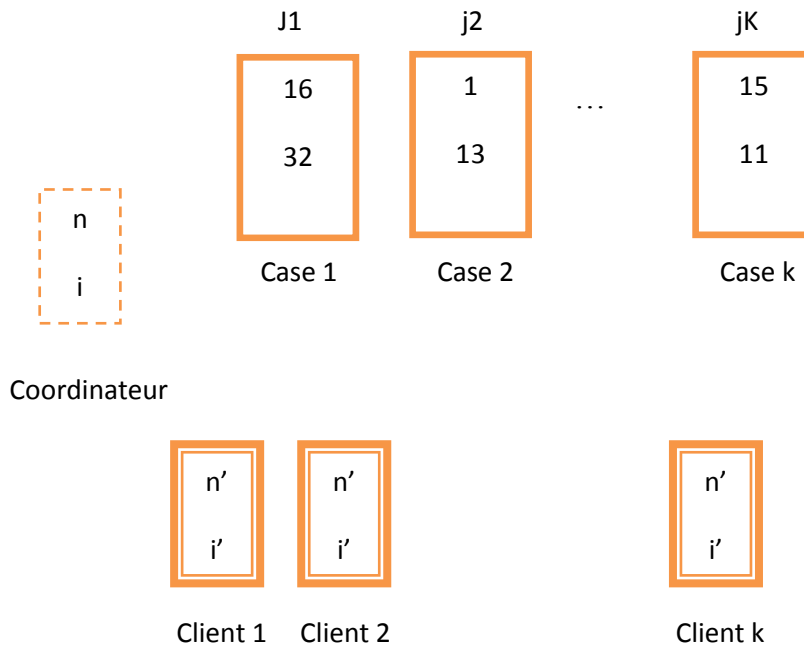 J1 j2 jK
16 1 15
...
32 13 11
n
i
Case 1 Case 2 Case k
Coordinateur
n’ n’ n’
i’ i’ i’
Client 1 Client 2 Client k